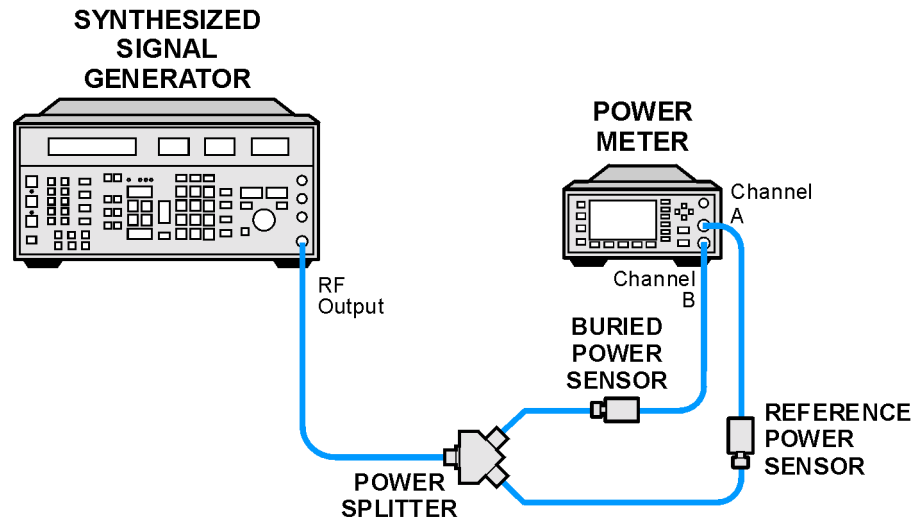 SYNTHESIZED
SIGNAL
GENERATOR
POWER
METER
Channel
A
RF
Output
Channel
B
BURIED
POWER
SENSOR
REFERENCE
POWER
SENSOR
POWER
SPLITTER